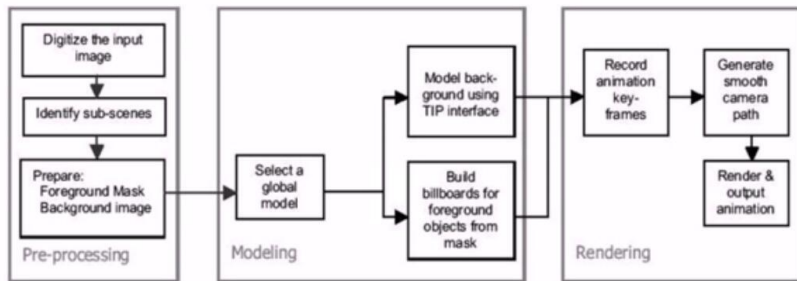 Digitize the input
image
Identify sub-scenes
Prepare:
Foreground Mask
Background image
Pre-processing
Select a
global
model
Model back-
ground using
TIP interface
Build
billboards for
foreground
objects from
mask
Modeling
Record
animation
key-
frames
Generate
smooth
camera
path
Render &
output
animation
Rendering